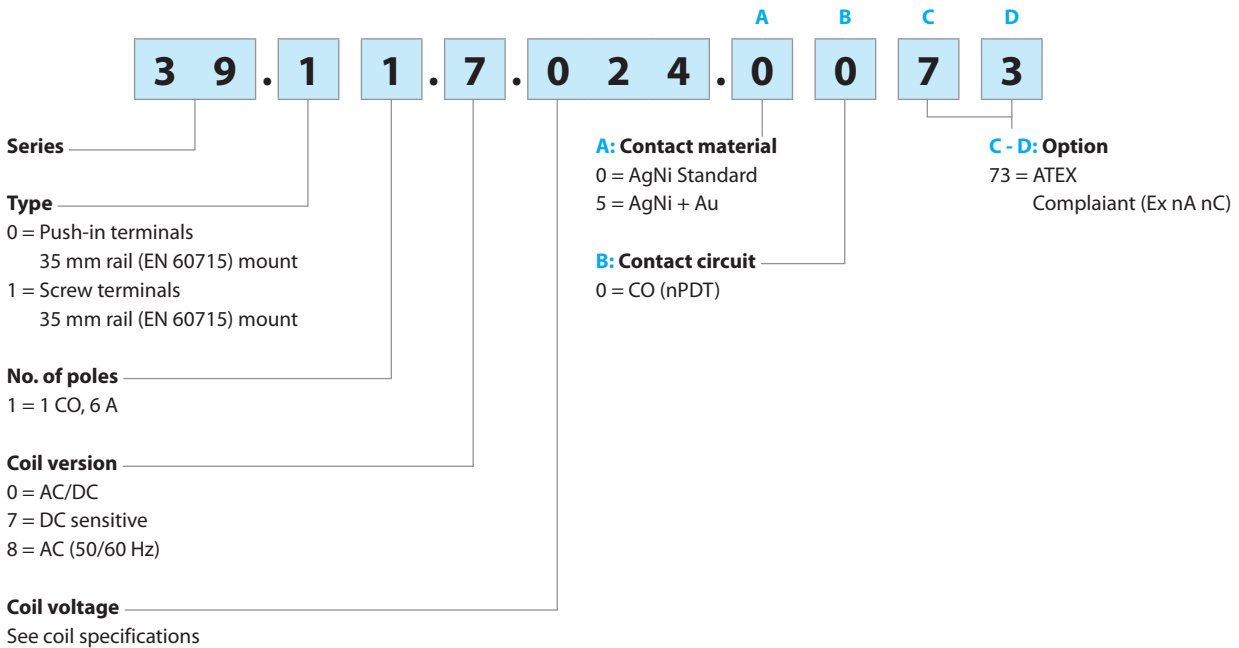 A B C D
3 9 . 1 1 . 7 . 0 2 4 . 0 0 7 3
Series
Type
0 = Push-in terminals
35 mm rail (EN 60715) mount
1 = Screw terminals
35 mm rail (EN 60715) mount
No. of poles
1 = 1 CO, 6 A
Coil version
0 = AC/DC
7 = DC sensitive
8 = AC (50/60 Hz)
Coil voltage
See coil specifications
A: Contact material
0 = AgNi Standard
5 = AgNi + Au
B: Contact circuit
0 = CO (nPDT)
C - D: Option
73 = ATEX
Complaiant (Ex nA nC)